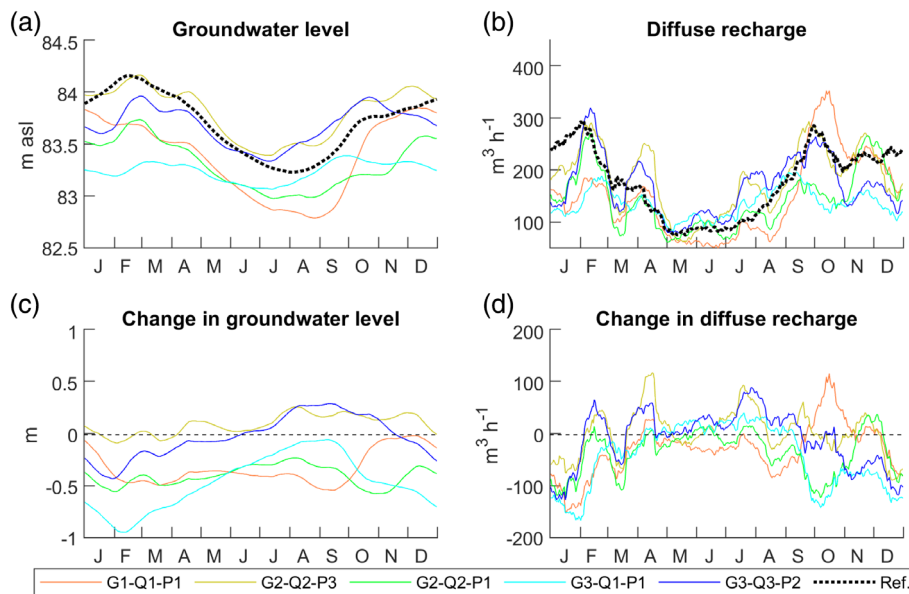 (a) Groundwater level
84.5
84
83.5
83
82.5
m asl
J F M A M J J A S O N D
(b) Diffuse recharge
400
300
200
100
m³ h⁻¹
J F M A M J J A S O N D
(c) Change in groundwater level
1
0.5
0
-0.5
-1
m
J F M A M J J A S O N D
(d) Change in diffuse recharge
200
100
0
-100
-200
m³ h⁻¹
J F M A M J J A S O N D
G1-Q1-P1 G2-Q2-P3 G2-Q2-P1 G3-Q1-P1 G3-Q3-P2 Ref.